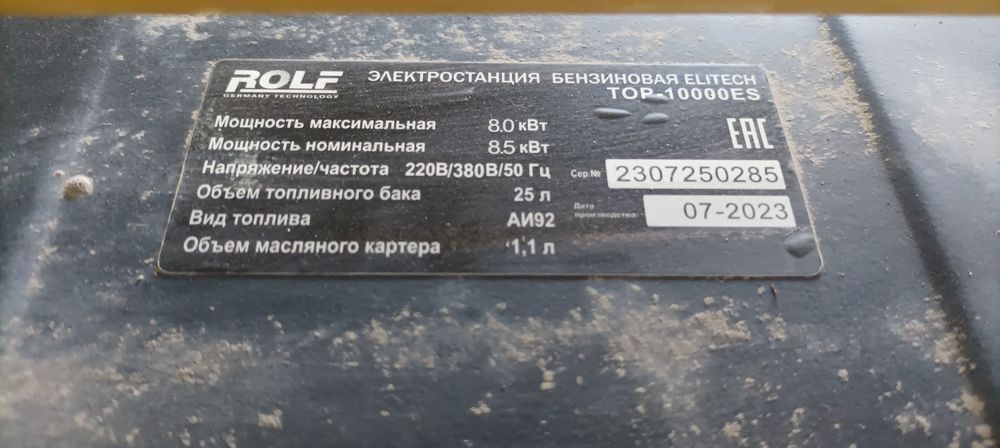 ROLF
GERMANY TECHNOLOGY
ЭЛЕКТРОСТАНЦИЯ БЕНЗИНОВАЯ ELITECH
TOP-10000ES
Мощность максимальная 8.0 кВт
Мощность номинальная 8.5 кВт
Напряжение/частота 220В/380В/50 Гц
Объем топливного бака 25 л
Вид топлива АИ92
Объем масляного картера 1,1 л
EAC
Сер.№ 2307250285
Дата
производства: 07-2023